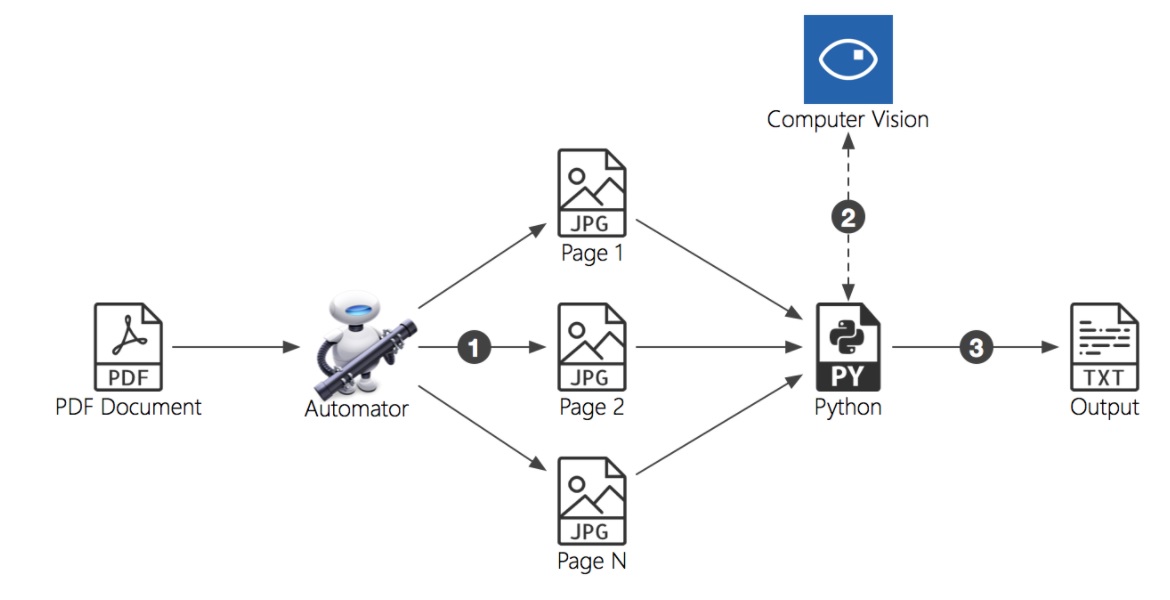 Computer Vision
2
JPG
Page 1
PDF
PDF Document
Automator
1
JPG
Page 2
PY
Python
3
TXT
Output
JPG
Page N